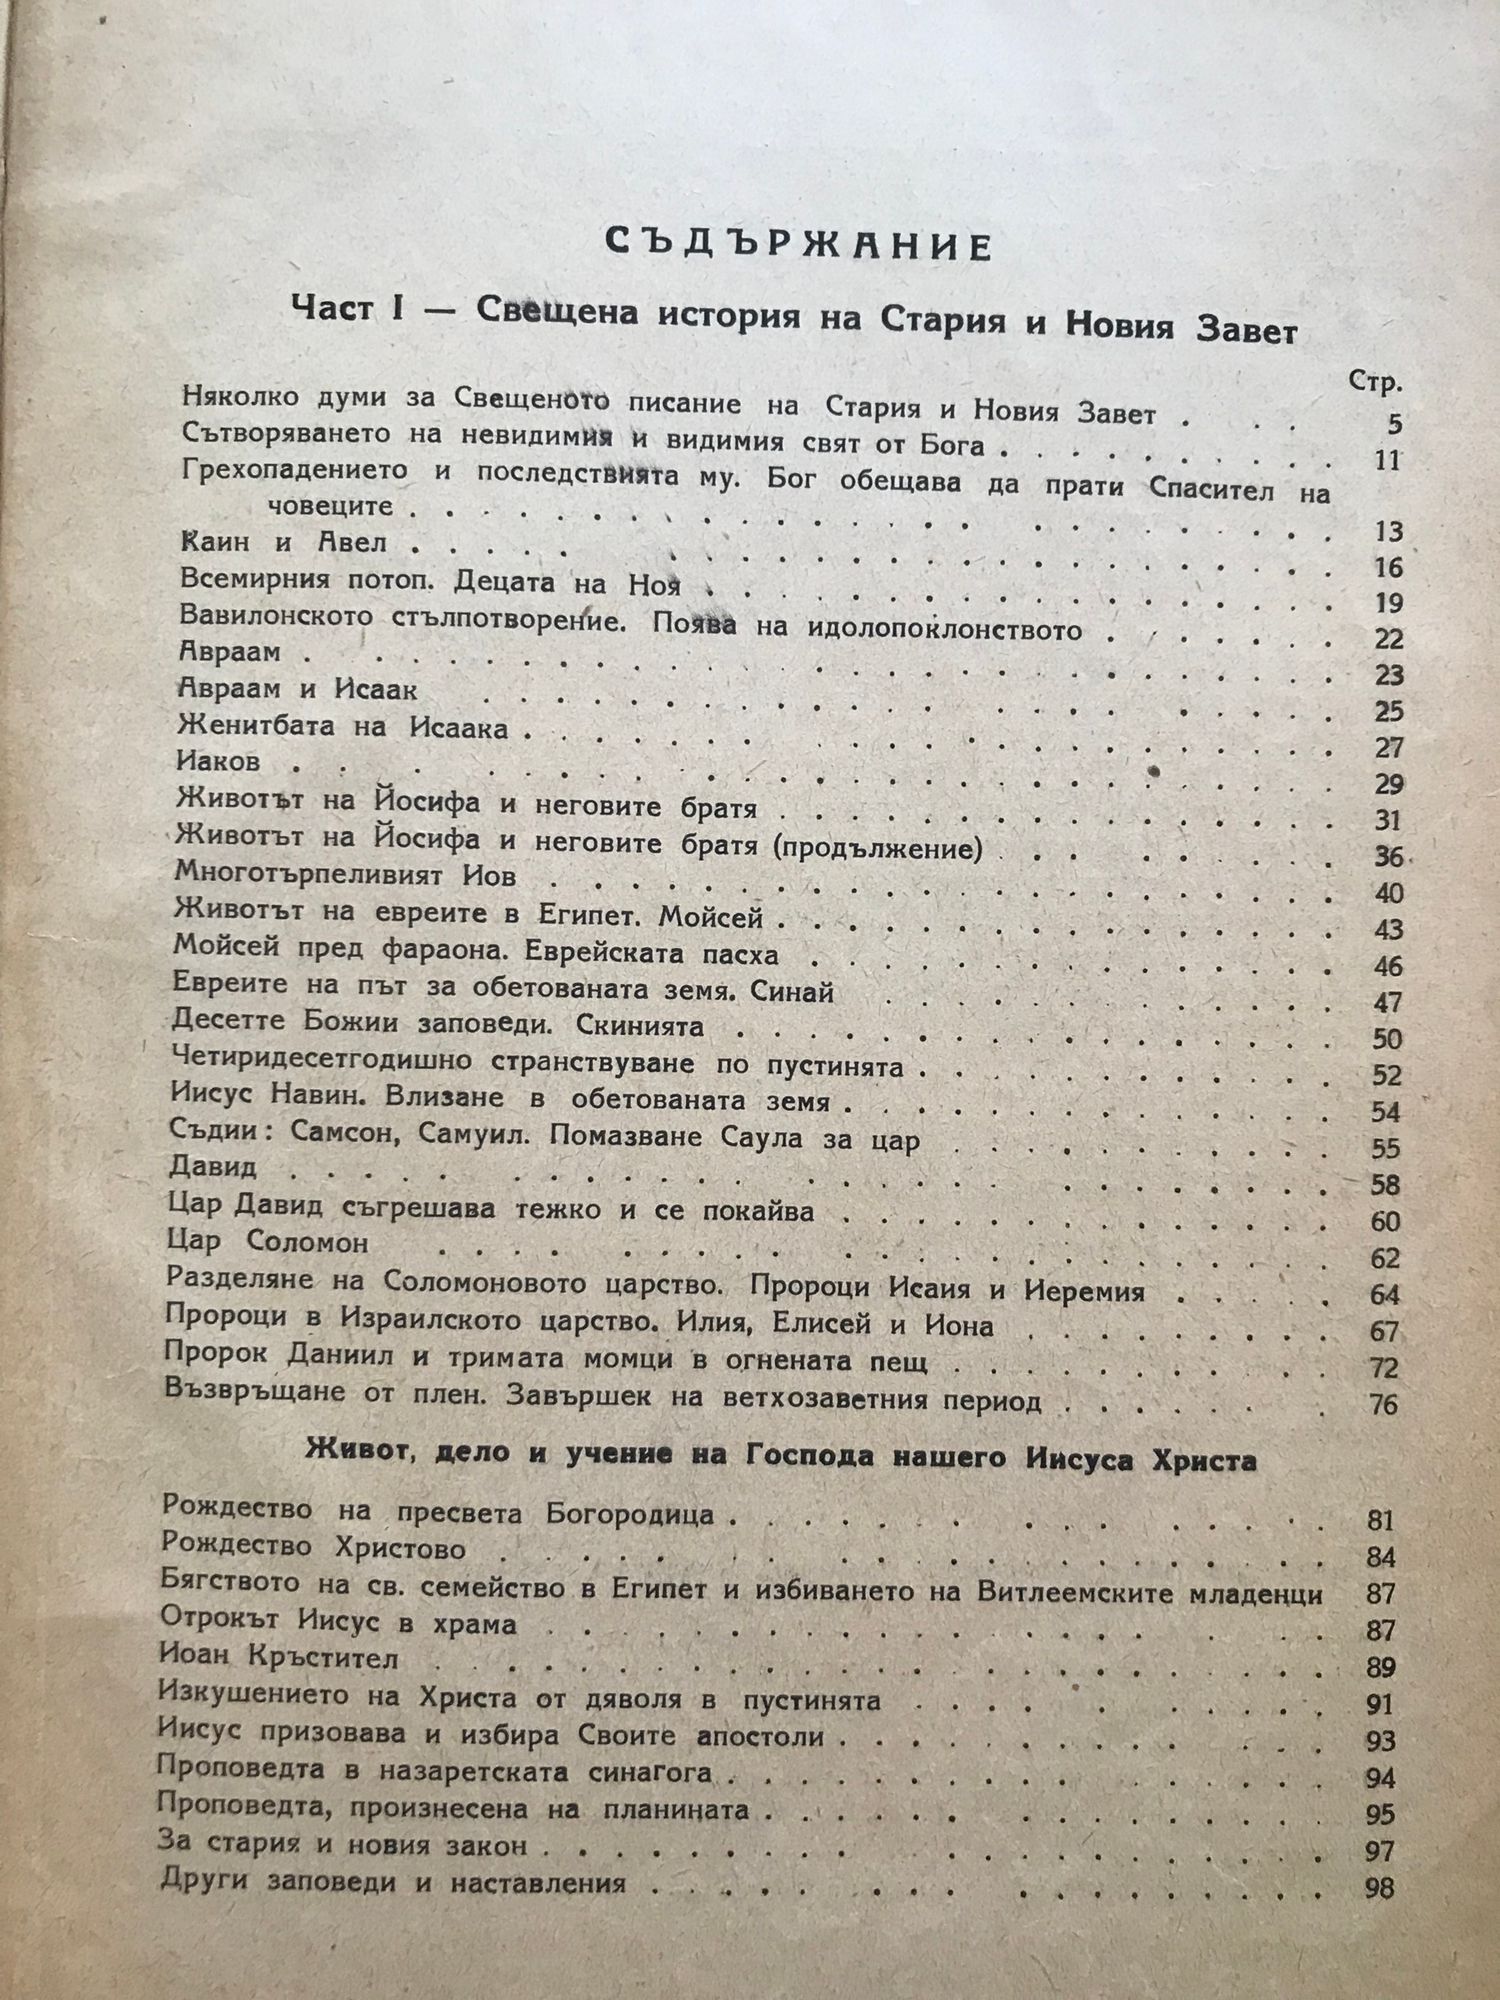 СЪДЪРЖАНИЕ
Част I — Свещена история на Стария и Новия Завет
Стр.
Няколко думи за Свещеното писание на Стария и Новия Завет . . . . 5
Сътворяването на невидимия и видимия свят от Бога . . . . . . . . . . 11
Грехопадението и последствията му. Бог обещава да прати Спасител на
човеците . . . . . . . . . . . . . . . . . . . . . . . . 13
Каин и Авел . . . . . . . . . . . . . . . . . . . . . . . 16
Всемирния потоп. Децата на Ноя . . . . . . . . . . . . . . . . . 19
Вавилонското стълпотворение. Поява на идолопоклонството . . . . . . . 22
Авраам . . . . . . . . . . . . . . . . . . . . . . . . . . 23
Авраам и Исаак . . . . . . . . . . . . . . . . . . . . . . 25
Женитбата на Исаака . . . . . . . . . . . . . . . . . . . . . 27
Иаков . . . . . . . . . . . . . . . . . . . . . . . . . . 29
Животът на Йосифа и неговите братя . . . . . . . . . . . . . . . . 31
Животът на Йосифа и неговите братя (продължение) . . . . . . . . . 36
Многотърпеливият Иов . . . . . . . . . . . . . . . . . . . . . 40
Животът на евреите в Египет. Мойсей . . . . . . . . . . . . . . . . 43
Мойсей пред фараона. Еврейската пасха . . . . . . . . . . . . . . . 46
Евреите на път за обетованата земя. Синай . . . . . . . . . . . . 47
Десетте Божии заповеди. Скинията . . . . . . . . . . . . . . . . . 50
Четиридесетгодишно странствуване по пустинята . . . . . . . . . . . . 52
Иисус Навин. Влизане в обетованата земя . . . . . . . . . . . . . . 54
Съдии: Самсон, Самуил. Помазване Саула за цар . . . . . . . . . . . 55
Давид . . . . . . . . . . . . . . . . . . . . . . . . . . 58
Цар Давид съгрешава тежко и се покайва . . . . . . . . . . . . . . 60
Цар Соломон . . . . . . . . . . . . . . . . . . . . . . . 62
Разделяне на Соломоновото царство. Пророци Исаия и Иеремия . . . . . 64
Пророци в Израилското царство. Илия, Елисей и Иона . . . . . . . . . 67
Пророк Даниил и тримата момци в огнената пещ . . . . . . . . . . . 72
Възвръщане от плен. Завършек на ветхозаветния период . . . . . . . 76
Живот, дело и учение на Господа нашего Иисуса Христа
Рождество на пресвета Богородица . . . . . . . . . . . . . . . 81
Рождество Христово . . . . . . . . . . . . . . . . . . . . . 84
Бягството на св. семейство в Египет и избиването на Витлеемските младенци 87
Отрокът Иисус в храма . . . . . . . . . . . . . . . . . . . . 87
Иоан Кръстител . . . . . . . . . . . . . . . . . . . . . . . 89
Изкушението на Христа от дяволя в пустинята . . . . . . . . . . 91
Иисус призовава и избира Своите апостоли . . . . . . . . . . . . . 93
Проповедта в назаретската синагога . . . . . . . . . . . . . . . . 94
Проповедта, произнесена на планината . . . . . . . . . . . . . . . 95
За стария и новия закон . . . . . . . . . . . . . . . . . . . . 97
Други заповеди и наставления . . . . . . . . . . . . . . . . . 98